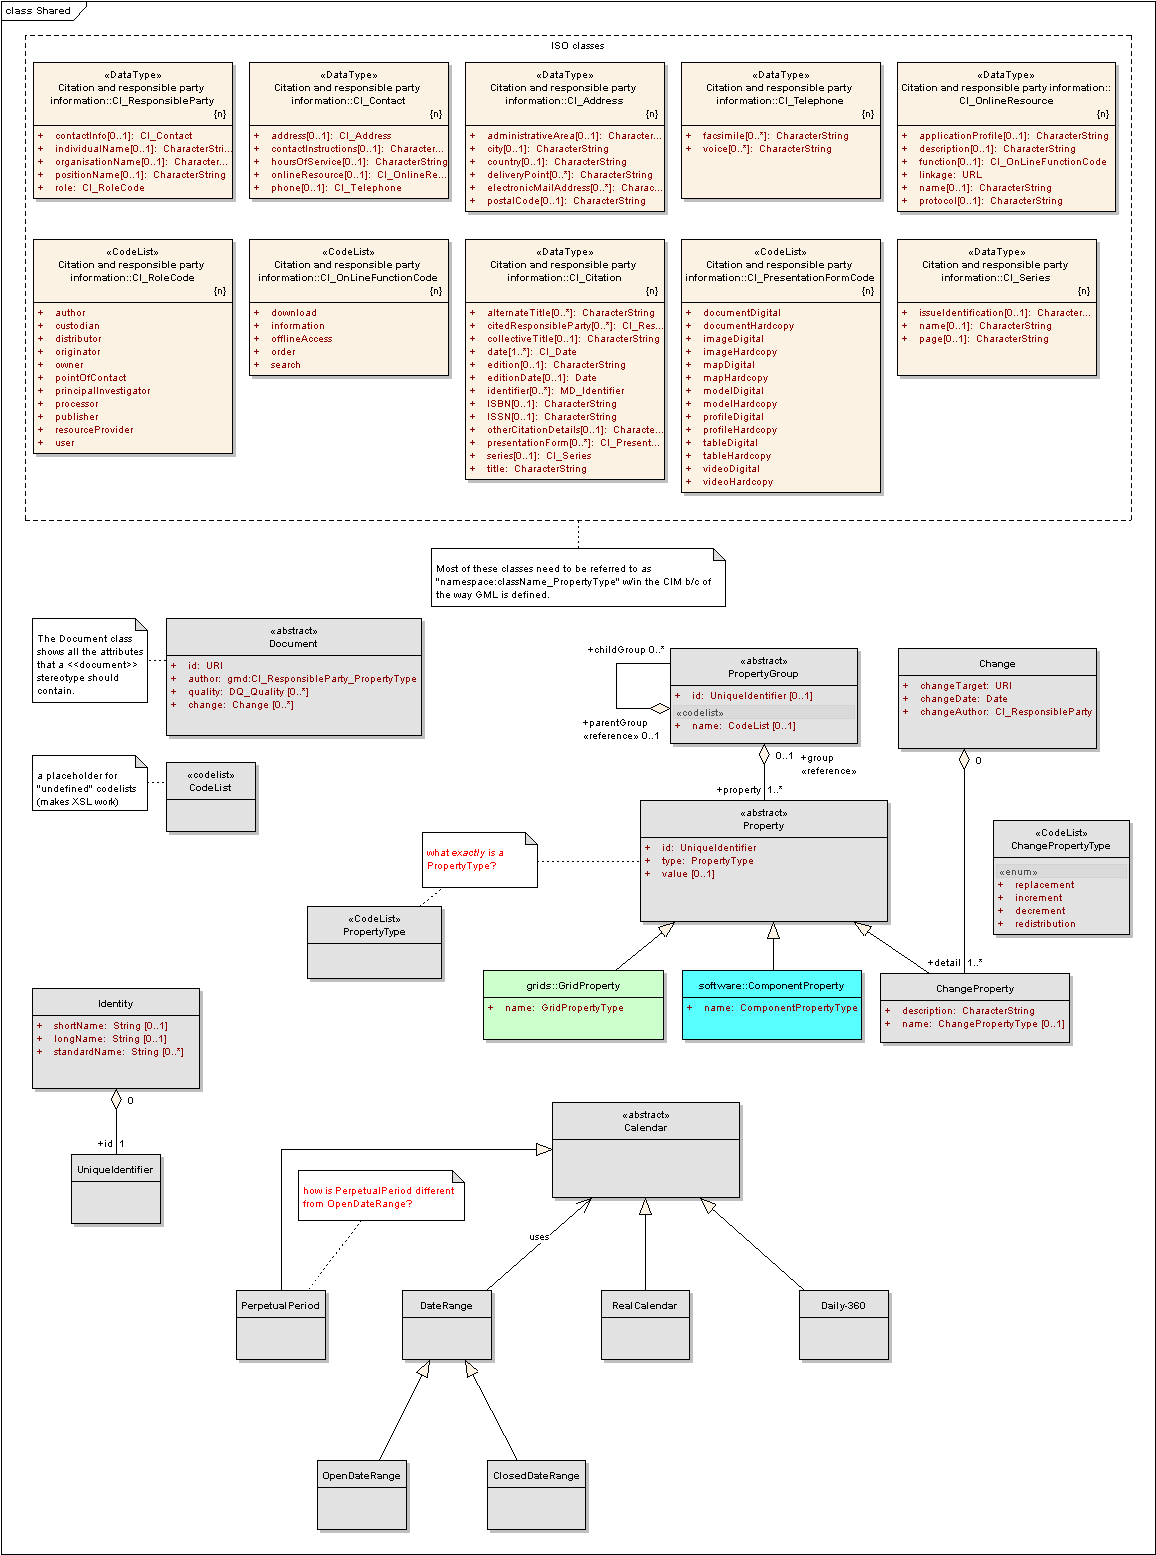 class Shared
ISO classes
«DataType»
Citation and responsible party
information::CI_ResponsibleParty
{n}
+ contactInfo[0..1]: CI_Contact
+ individualName[0..1]: CharacterStri...
+ organisationName[0..1]: Character...
+ positionName[0..1]: CharacterString
+ role: CI_RoleCode
«DataType»
Citation and responsible party
information::CI_Contact
{n}
+ address[0..1]: CI_Address
+ contactInstructions[0..1]: Character...
+ hoursOfService[0..1]: CharacterString
+ onlineResource[0..1]: CI_OnlineRe...
+ phone[0..1]: CI_Telephone
«DataType»
Citation and responsible party
information::CI_Address
{n}
+ administrativeArea[0..1]: Character...
+ city[0..1]: CharacterString
+ country[0..1]: CharacterString
+ deliveryPoint[0..*]: CharacterString
+ electronicMailAddress[0..*]: Charac...
+ postalCode[0..1]: CharacterString
«DataType»
Citation and responsible party
information::CI_Telephone
{n}
+ facsimile[0..*]: CharacterString
+ voice[0..*]: CharacterString
«DataType»
Citation and responsible party information::
CI_OnlineResource
{n}
+ applicationProfile[0..1]: CharacterString
+ description[0..1]: CharacterString
+ function[0..1]: CI_OnLineFunctionCode
+ linkage: URL
+ name[0..1]: CharacterString
+ protocol[0..1]: CharacterString
«CodeList»
Citation and responsible party
information::CI_RoleCode
{n}
+ author
+ custodian
+ distributor
+ originator
+ owner
+ pointOfContact
+ principalInvestigator
+ processor
+ publisher
+ resourceProvider
+ user
«CodeList»
Citation and responsible party
information::CI_OnLineFunctionCode
{n}
+ download
+ information
+ offlineAccess
+ order
+ search
«DataType»
Citation and responsible party
information::CI_Citation
{n}
+ alternateTitle[0..*]: CharacterString
+ citedResponsibleParty[0..*]: CI_Res...
+ collectiveTitle[0..1]: CharacterString
+ date[1..*]: CI_Date
+ edition[0..1]: CharacterString
+ editionDate[0..1]: Date
+ identifier[0..*]: MD_Identifier
+ ISBN[0..1]: CharacterString
+ ISSN[0..1]: CharacterString
+ otherCitationDetails[0..1]: Characte...
+ presentationForm[0..*]: CI_Present...
+ series[0..1]: CI_Series
+ title: CharacterString
«CodeList»
Citation and responsible party
information::CI_PresentationFormCode
{n}
+ documentDigital
+ documentHardcopy
+ imageDigital
+ imageHardcopy
+ mapDigital
+ mapHardcopy
+ modelDigital
+ modelHardcopy
+ profileDigital
+ profileHardcopy
+ tableDigital
+ tableHardcopy
+ videoDigital
+ videoHardcopy
«DataType»
Citation and responsible party
information::CI_Series
{n}
+ issueIdentification[0..1]: Character...
+ name[0..1]: CharacterString
+ page[0..1]: CharacterString
Most of these classes need to be referred to as
"namespace:className_PropertyType" w/in the CIM b/c of
the way GML is defined.
The Document class
shows all the attributes
that a <<document>>
stereotype should
contain.
«abstract»
Document
+ id: URI
+ author: gmd:CI_ResponsibleParty_PropertyType
+ quality: DQ_Quality [0..*]
+ change: Change [0..*]
+childGroup 0..*
+parentGroup
«reference» 0..1
«abstract»
PropertyGroup
+ id: UniqueIdentifier [0..1]
«codelist»
+ name: CodeList [0..1]
Change
+ changeTarget: URI
+ changeDate: Date
+ changeAuthor: CI_ResponsibleParty
0..1 +group
«reference»
+property 1..*
0
a placeholder for
"undefined" codelists
(makes XSL work)
«codelist»
CodeList
«abstract»
Property
+ id: UniqueIdentifier
+ type: PropertyType
+ value [0..1]
«CodeList»
ChangePropertyType
«enum»
+ replacement
+ increment
+ decrement
+ redistribution
what exactly is a
PropertyType?
«CodeList»
PropertyType
+detail 1..*
grids::GridProperty
+ name: GridPropertyType
software::ComponentProperty
+ name: ComponentPropertyType
ChangeProperty
+ description: CharacterString
+ name: ChangePropertyType [0..1]
Identity
+ shortName: String [0..1]
+ longName: String [0..1]
+ standardName: String [0..*]
0
+id 1
UniqueIdentifier
«abstract»
Calendar
how is PerpetualPeriod different
from OpenDateRange?
uses
PerpetualPeriod
DateRange
RealCalendar
Daily-360
OpenDateRange
ClosedDateRange